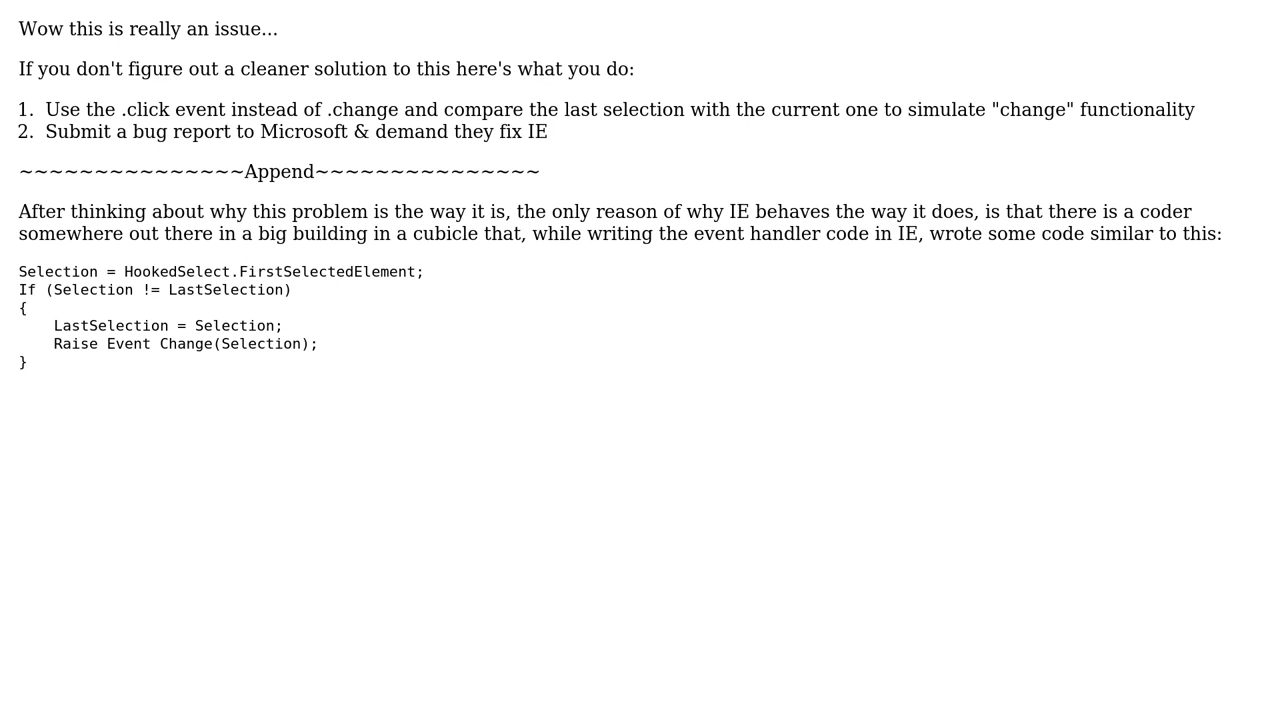 Wow this is really an issue...
If you don't figure out a cleaner solution to this here's what you do:
1. Use the .click event instead of .change and compare the last selection with the current one to simulate "change" functionality
2. Submit a bug report to Microsoft & demand they fix IE
~~~~~~~~~~~~~~~Append~~~~~~~~~~~~~~~
After thinking about why this problem is the way it is, the only reason of why IE behaves the way it does, is that there is a coder
somewhere out there in a big building in a cubicle that, while writing the event handler code in IE, wrote some code similar to this:
Selection = HookedSelect.FirstSelectedElement;
If (Selection != LastSelection)
{
    LastSelection = Selection;
    Raise Event Change(Selection);
}